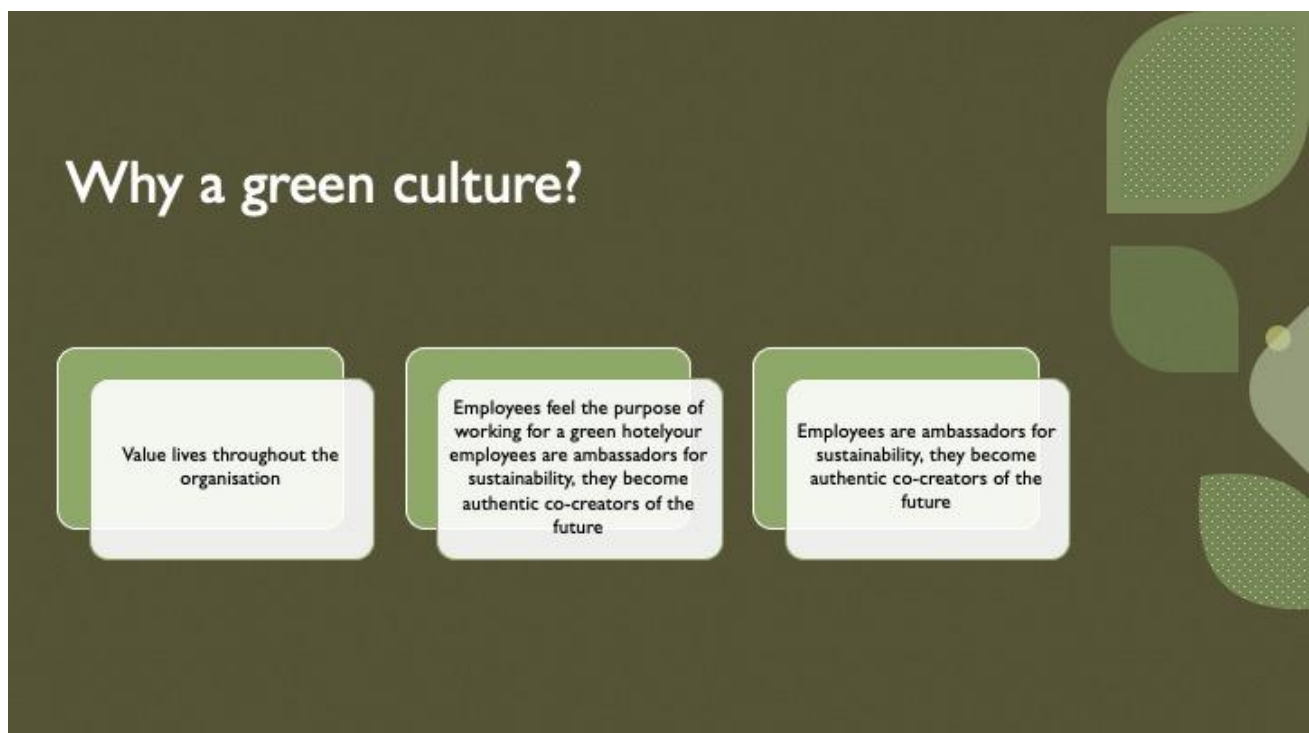 Why a green culture?
Value lives throughout the
organisation
Employees feel the purpose of
working for a green hotelyour
employees are ambassadors for
sustainability, they become
authentic co-creators of the
future
Employees are ambassadors for
sustainability, they become
authentic co-creators of the
future